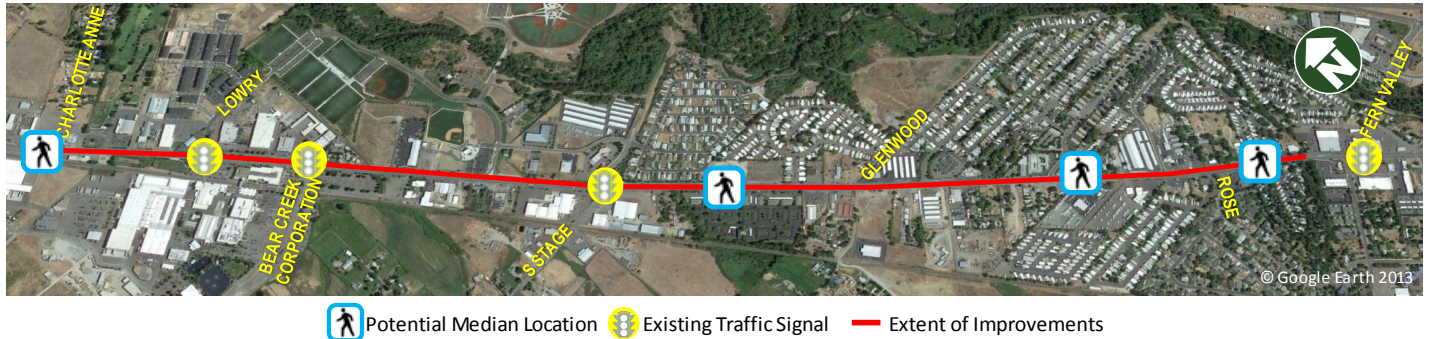 CHARLOTTE ANNE
LOWRY
BEAR CREEK
CORPORATION
S STAGE
GLENWOOD
ROSE
FERN VALLEY
N
© Google Earth 2013
Potential Median Location
Existing Traffic Signal
Extent of Improvements